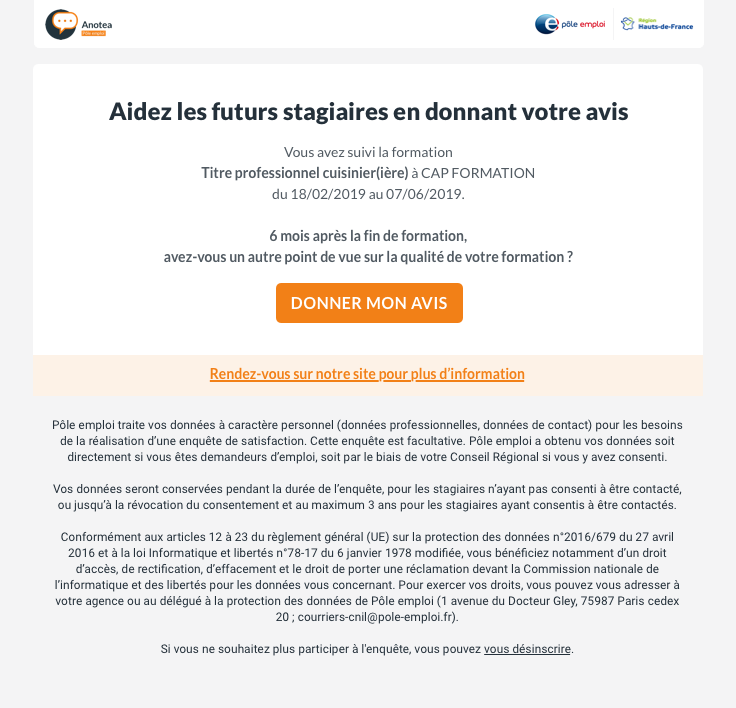 Anotea
Pôle emploi
pôle emploi
Région
Hauts-de-France
Aidez les futurs stagiaires en donnant votre avis
Vous avez suivi la formation
Titre professionnel cuisinier(ière) à CAP FORMATION
du 18/02/2019 au 07/06/2019.
6 mois après la fin de formation,
avez-vous un autre point de vue sur la qualité de votre formation ?
DONNER MON AVIS
Rendez-vous sur notre site pour plus d'information
Pôle emploi traite vos données à caractère personnel (données professionnelles, données de contact) pour les besoins
de la réalisation d'une enquête de satisfaction. Cette enquête est facultative. Pôle emploi a obtenu vos données soit
directement si vous êtes demandeurs d'emploi, soit par le biais de votre Conseil Régional si vous y avez consenti.
Vos données seront conservées pendant la durée de l'enquête, pour les stagiaires n'ayant pas consenti à être contacté,
ou jusqu'à la révocation du consentement et au maximum 3 ans pour les stagiaires ayant consentis à être contactés.
Conformément aux articles 12 à 23 du règlement général (UE) sur la protection des données n°2016/679 du 27 avril
2016 et à la loi Informatique et libertés n°78-17 du 6 janvier 1978 modifiée, vous bénéficiez notamment d'un droit
d'accès, de rectification, d'effacement et le droit de porter une réclamation devant la Commission nationale de
l'informatique et des libertés pour les données vous concernant. Pour exercer vos droits, vous pouvez vous adresser à
votre agence ou au délégué à la protection des données de Pôle emploi (1 avenue du Docteur Gley, 75987 Paris cedex
20 ; courriers-cnil@pole-emploi.fr).
Si vous ne souhaitez plus participer à l'enquête, vous pouvez vous désinscrire.